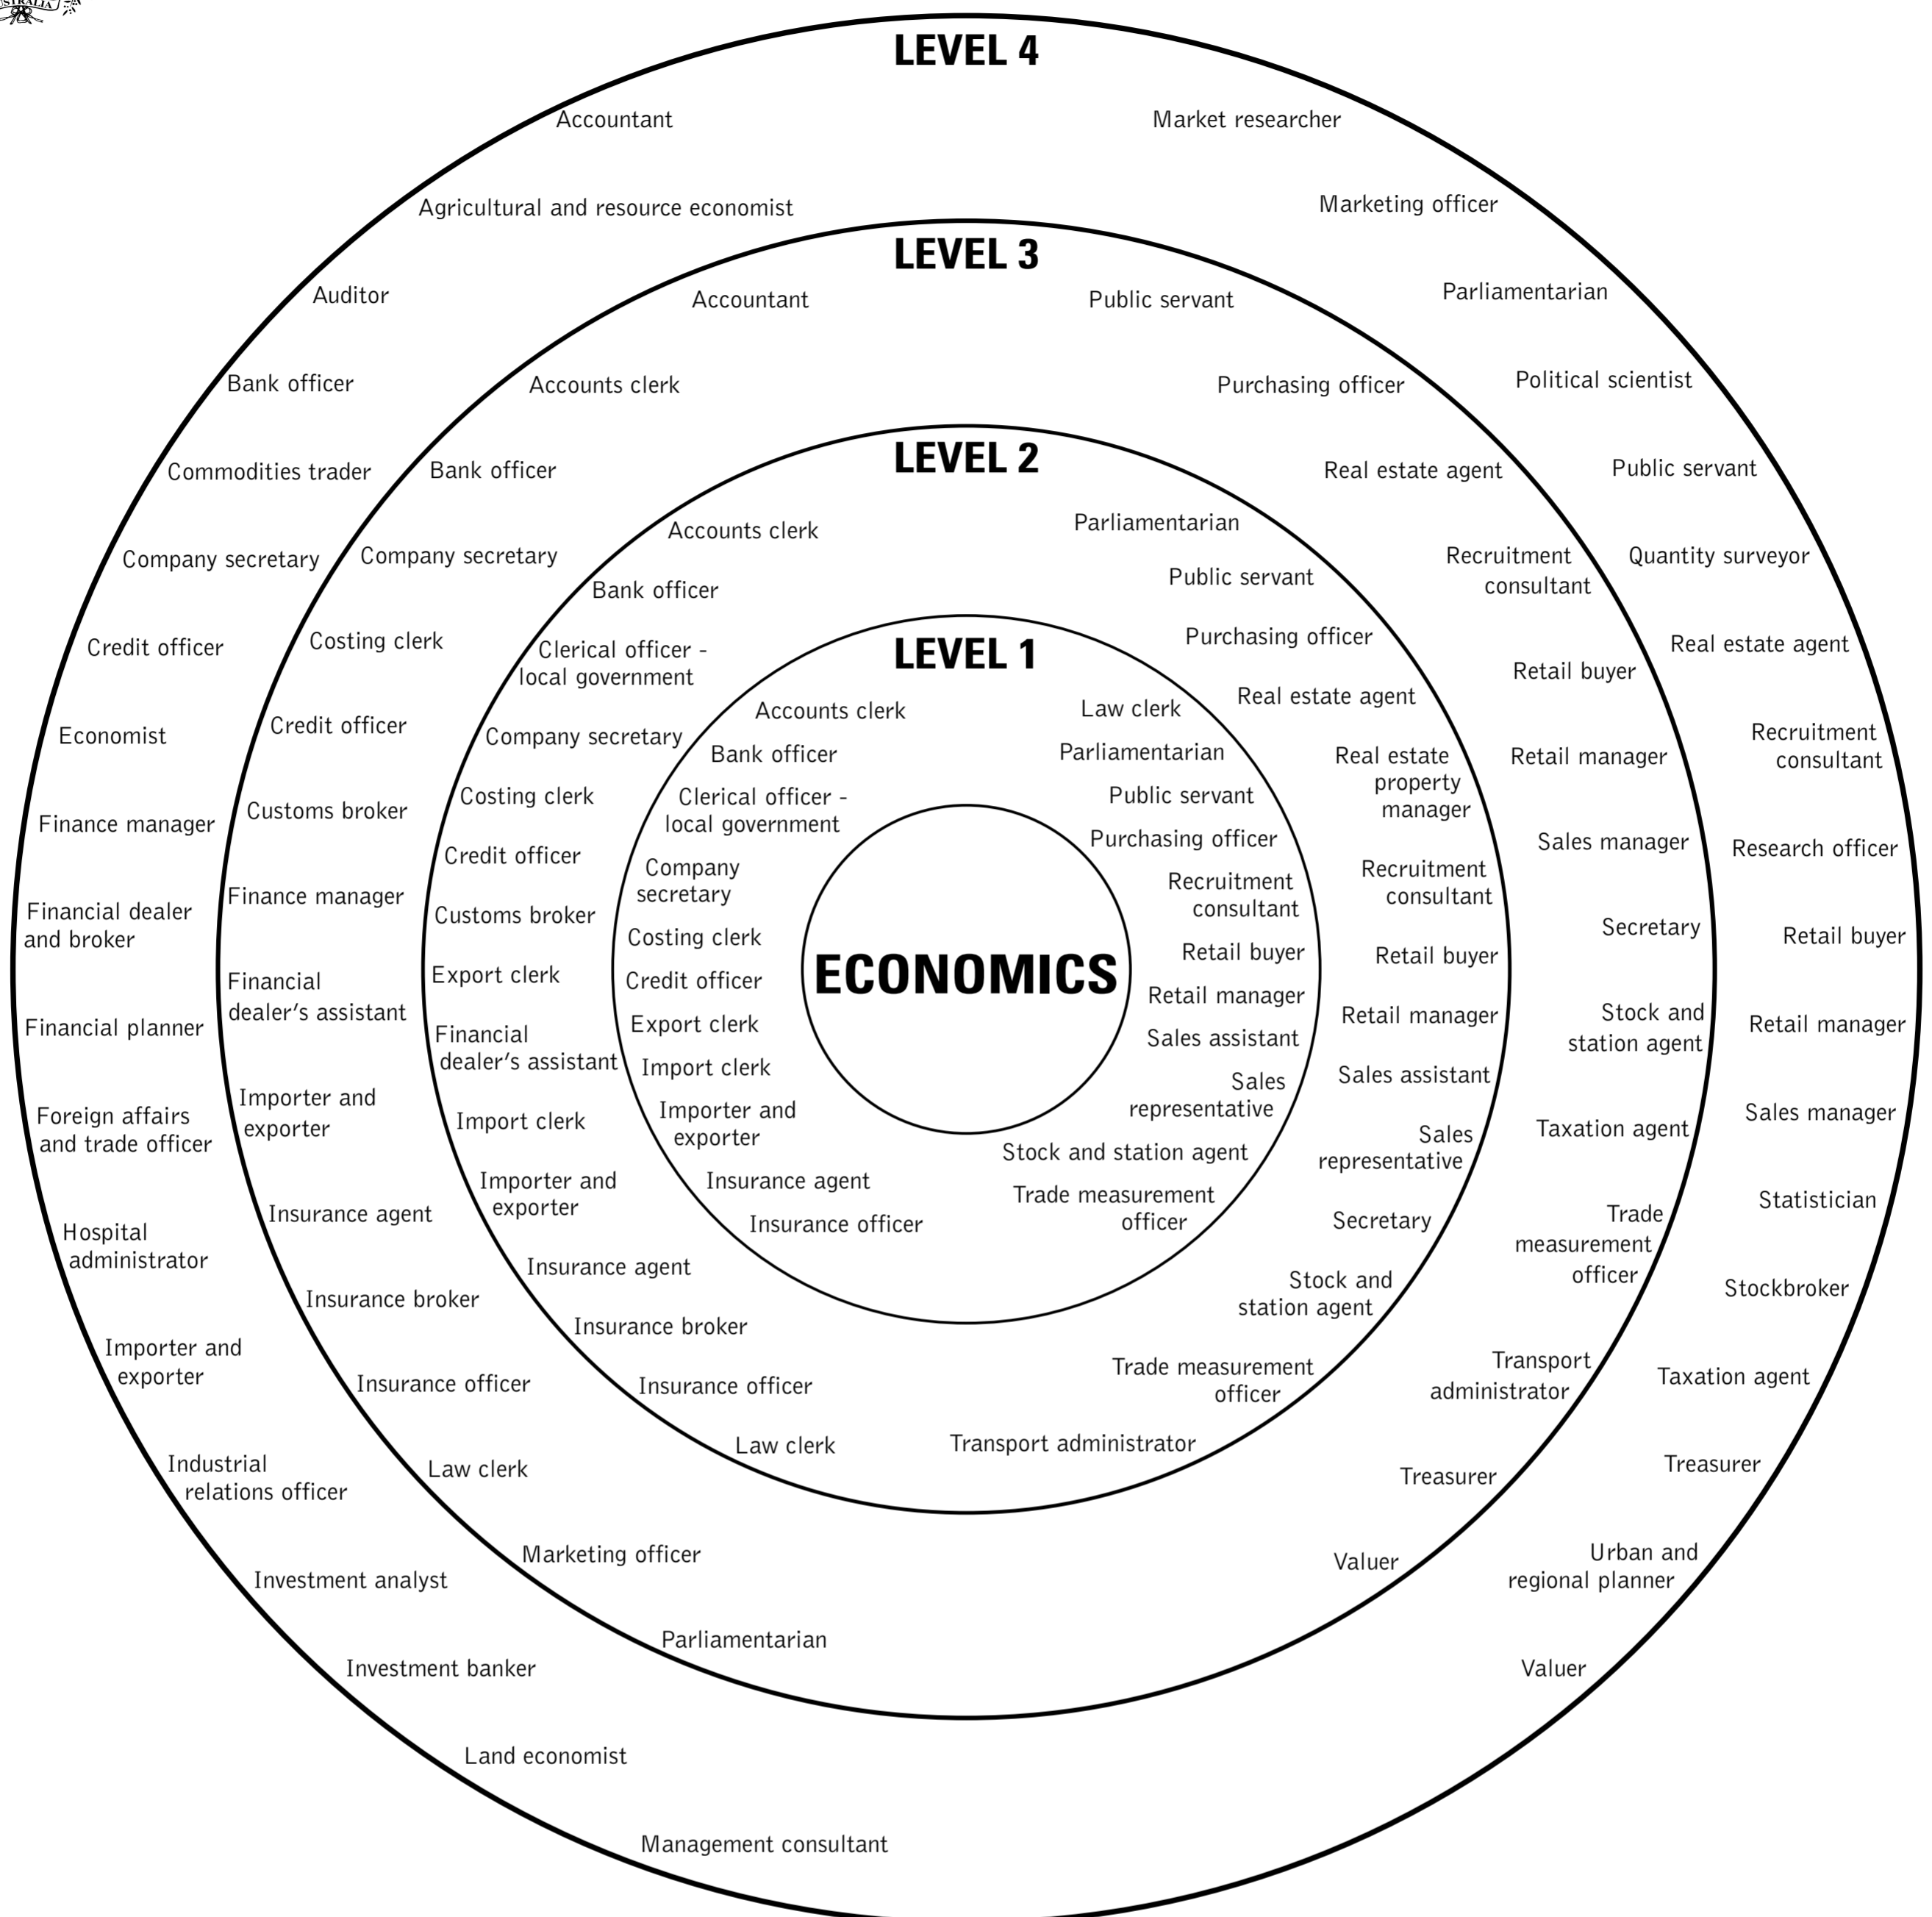 USTRALIA
LEVEL 4
Accountant
Agricultural and resource economist
Auditor
Bank officer
Commodities trader
Company secretary
Credit officer
Economist
Finance manager
Financial dealer
and broker
Financial planner
Foreign affairs
and trade officer
Hospital
administrator
Importer and
exporter
Industrial
relations officer
Investment analyst
Investment banker
Land economist
Management consultant
Market researcher
Marketing officer
Parliamentarian
Political scientist
Public servant
Quantity surveyor
Real estate agent
Recruitment
consultant
Research officer
Retail buyer
Retail manager
Sales manager
Statistician
Stockbroker
Taxation agent
Treasurer
Urban and
regional planner
Valuer
LEVEL 3
Accountant
Accounts clerk
Bank officer
Company secretary
Costing clerk
Credit officer
Customs broker
Finance manager
Financial
dealer’s assistant
Importer and
exporter
Insurance agent
Insurance broker
Insurance officer
Law clerk
Marketing officer
Parliamentarian
Public servant
Purchasing officer
Real estate agent
Recruitment
consultant
Retail buyer
Retail manager
Sales manager
Secretary
Stock and
station agent
Taxation agent
Trade
measurement
officer
Transport
administrator
Treasurer
Valuer
LEVEL 2
Accounts clerk
Bank officer
Clerical officer -
local government
Company secretary
Costing clerk
Credit officer
Customs broker
Export clerk
Financial
dealer’s assistant
Import clerk
Importer and
exporter
Insurance agent
Insurance broker
Insurance officer
Law clerk
Parliamentarian
Public servant
Purchasing officer
Real estate agent
Real estate
property
manager
Recruitment
consultant
Retail buyer
Retail manager
Sales assistant
Sales
representative
Secretary
Stock and
station agent
Trade measurement
officer
Transport administrator
LEVEL 1
Accounts clerk
Bank officer
Clerical officer -
local government
Company
secretary
Costing clerk
Credit officer
Export clerk
Import clerk
Importer and
exporter
Insurance agent
Insurance officer
Law clerk
Parliamentarian
Public servant
Purchasing officer
Recruitment
consultant
Retail buyer
Retail manager
Sales assistant
Sales
representative
Stock and station agent
Trade measurement
officer
ECONOMICS